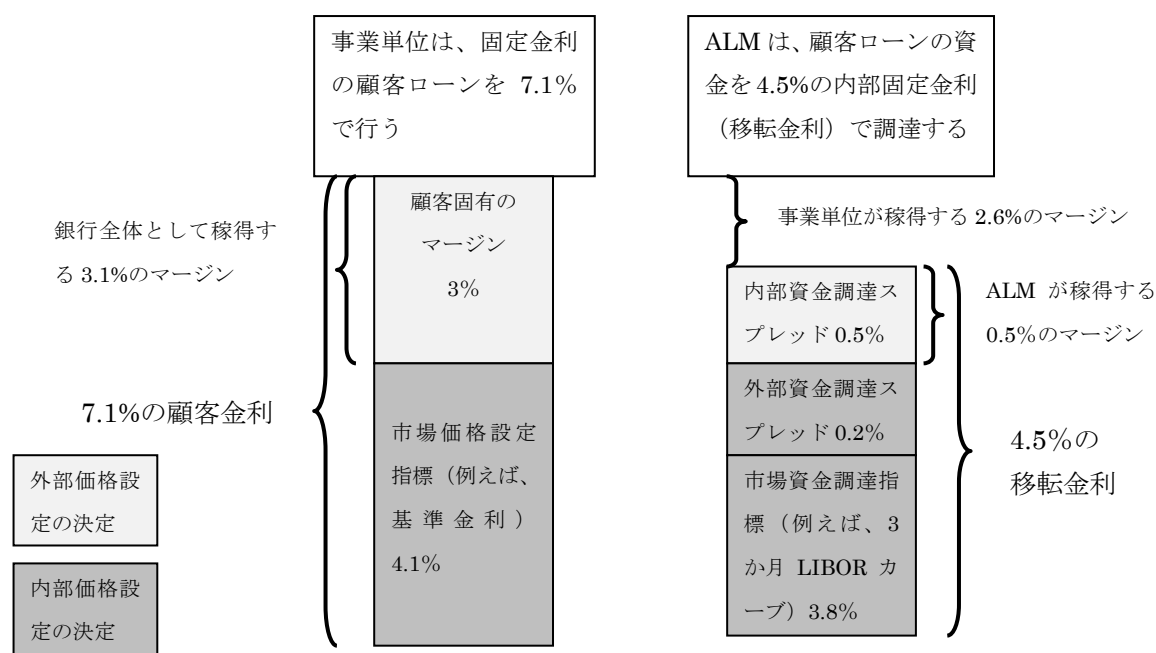 事業単位は、固定金利
の顧客ローンを 7.1%
で行う
ALM は、顧客ローンの資
金を4.5%の内部固定金利
（移転金利）で調達する
銀行全体として稼得す
る 3.1%のマージン
顧客固有の
マージン
3%
事業単位が稼得する 2.6%のマージン
内部資金調達ス
プレッド 0.5%
ALM が稼得する
0.5%のマージン
7.1%の顧客金利
市場価格設定
指標（例えば、
基準金利）
4.1%
外部資金調達ス
プレッド 0.2%
市場資金調達指
標（例えば、3
か月 LIBOR カ
ーブ）3.8%
4.5%の
移転金利
外部価格設
定の決定
内部価格設
定の決定